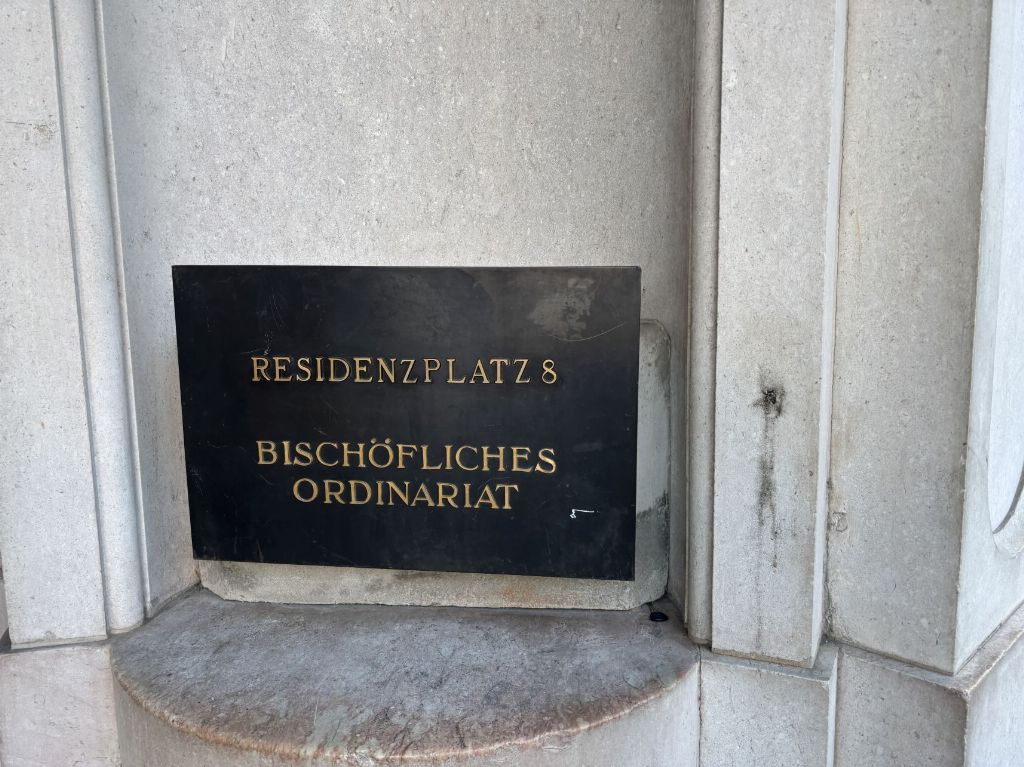 RESIDENZPLATZ 8
BISCHÖFLICHES
ORDINARIAT